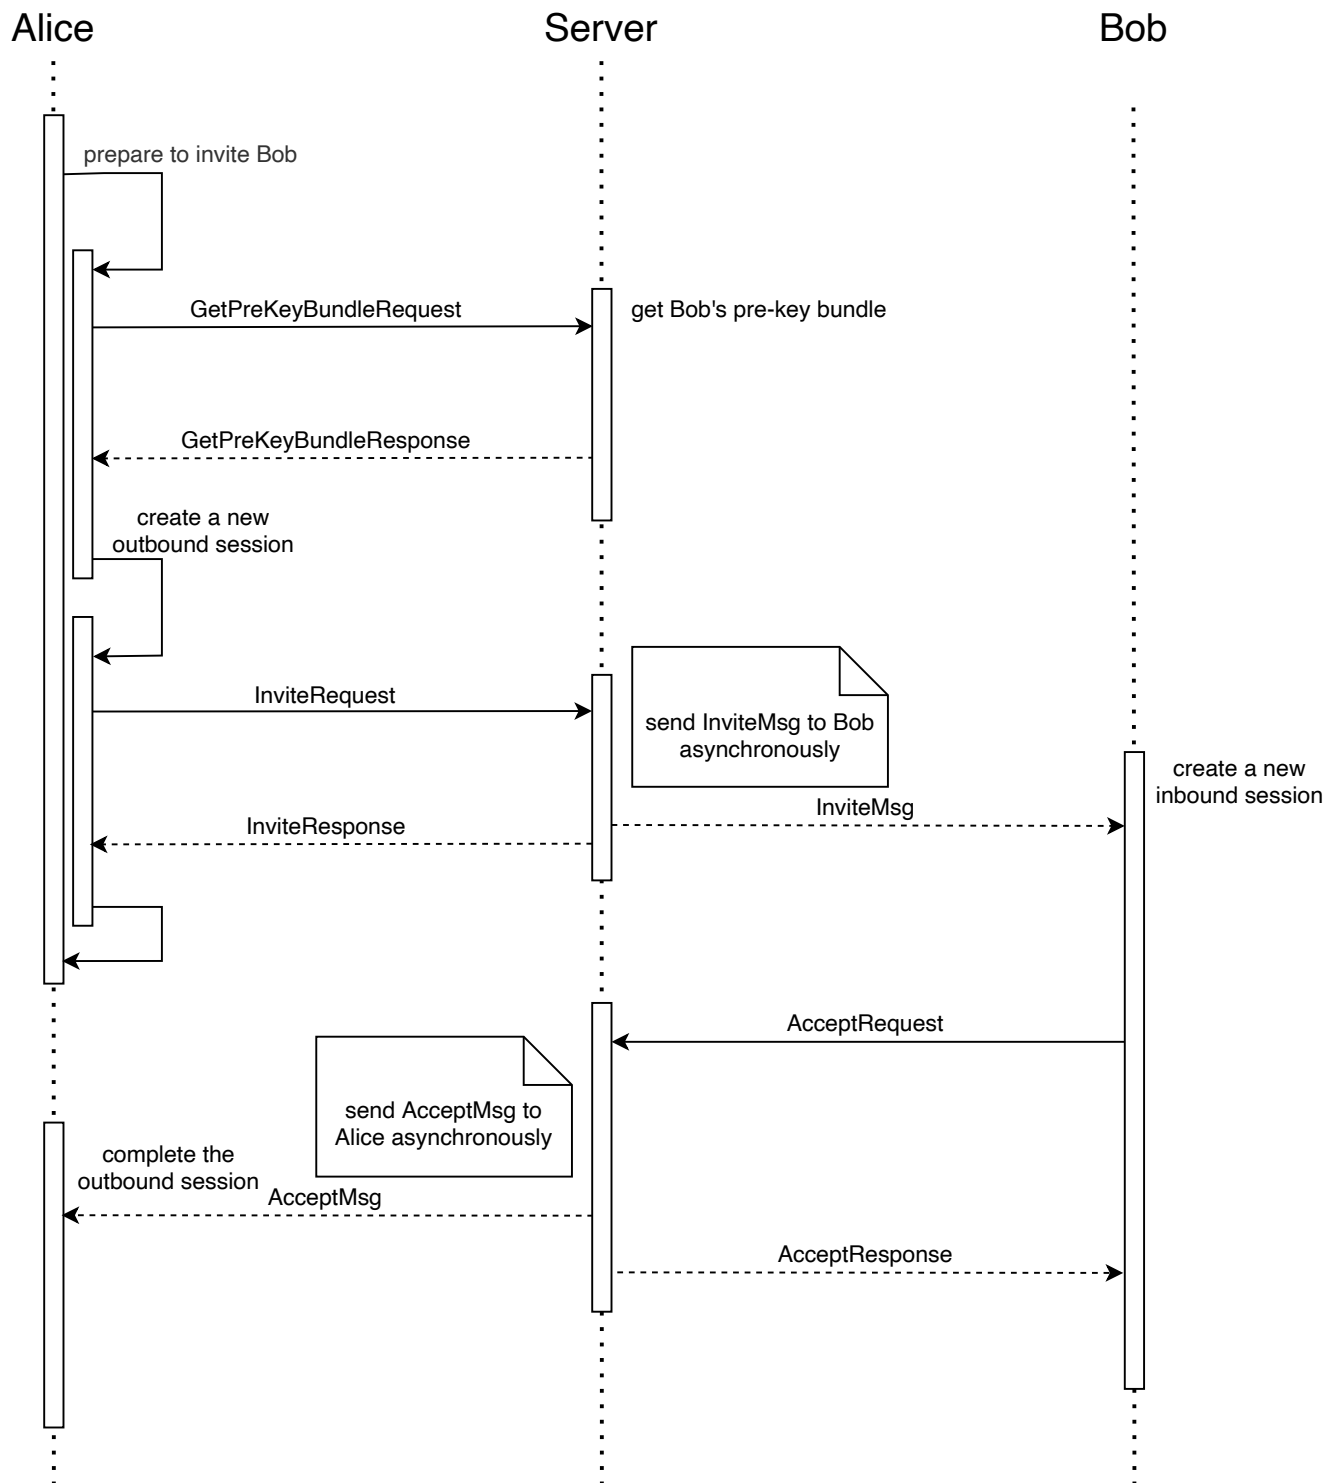 Alice
Server
Bob
prepare to invite Bob
GetPreKeyBundleRequest
get Bob's pre-key bundle
GetPreKeyBundleResponse
create a new
outbound session
InviteRequest
send InviteMsg to Bob
asynchronously
create a new
inbound session
InviteMsg
InviteResponse
AcceptRequest
send AcceptMsg to
Alice asynchronously
complete the
outbound session
AcceptMsg
AcceptResponse